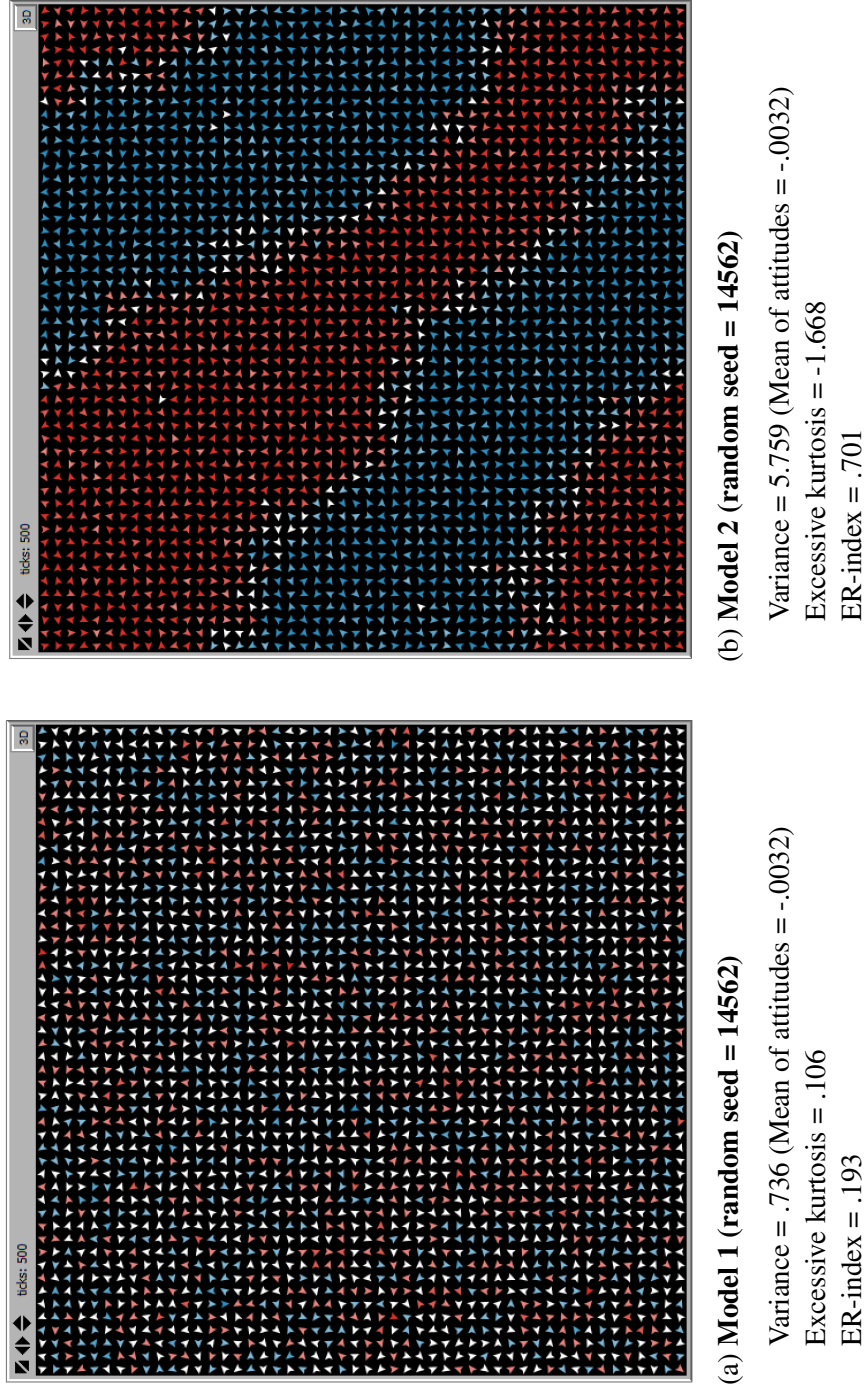 ticks: 500
3D
(a) Model 1 (random seed = 14562)
Variance = .736 (Mean of attitudes = -.0032)
Excessive kurtosis = .106
ER-index = .193
ticks: 500
3D
(b) Model 2 (random seed = 14562)
Variance = 5.759 (Mean of attitudes = -.0032)
Excessive kurtosis = -1.668
ER-index = .701